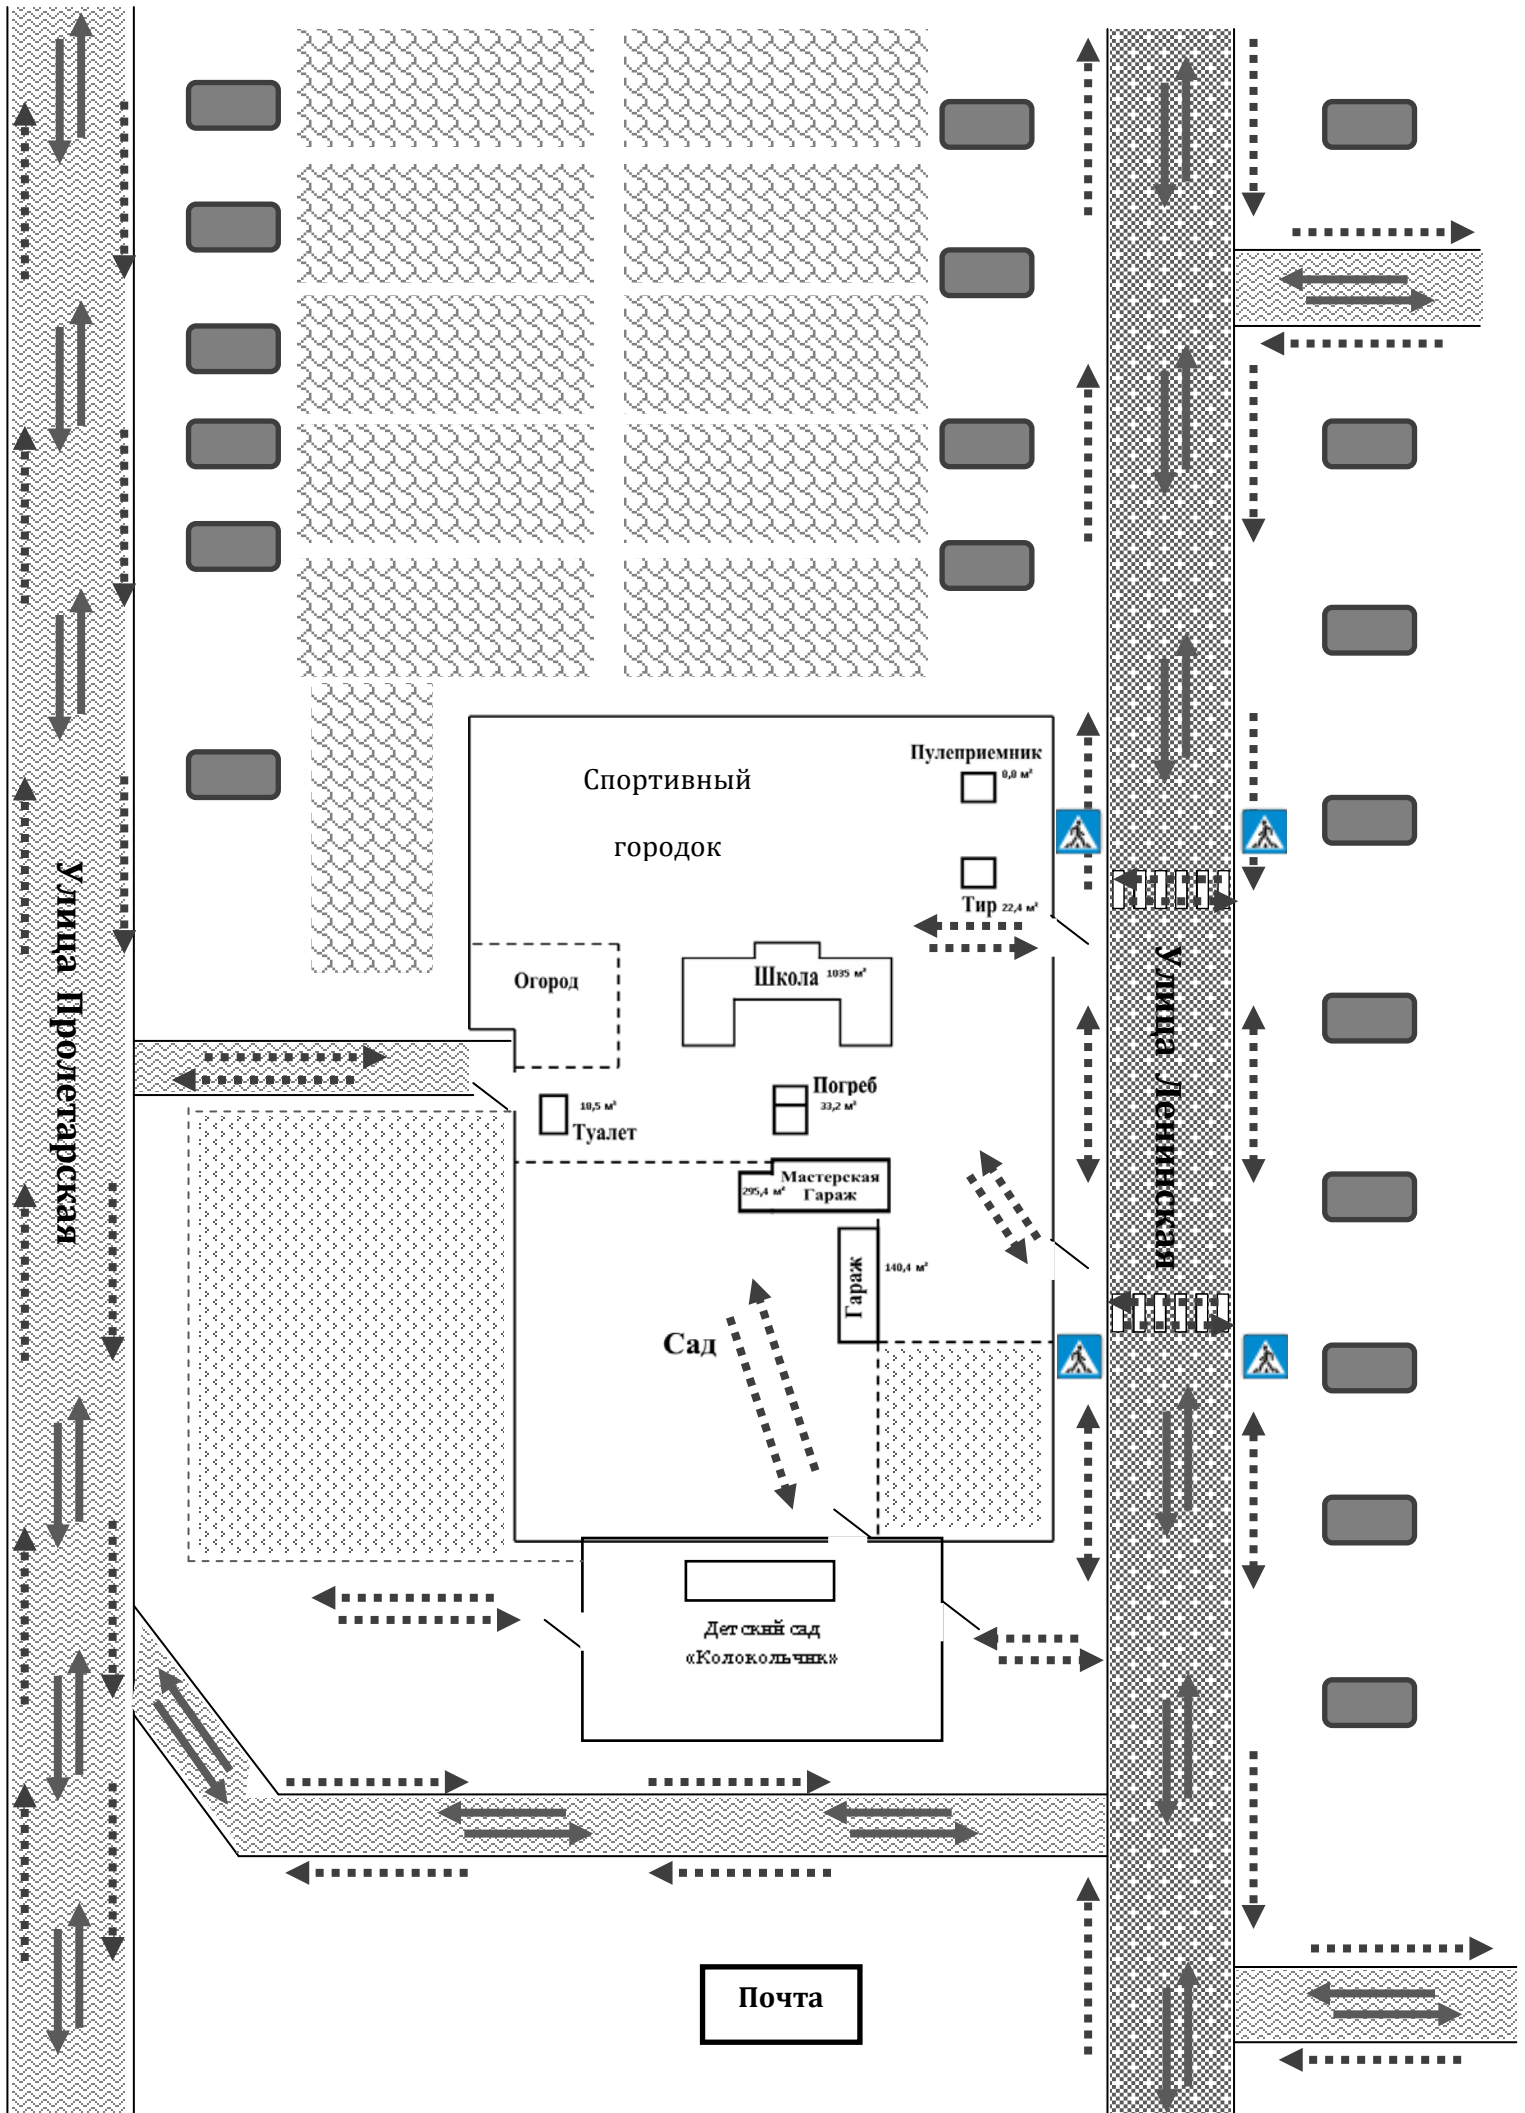 Пулеприемник
8,8 м²
Спортивный
городок
Тир 22,4 м²
Огород
Школа 1035 м²
Улица Пролетарская
Улица Ленинская
Погреб
33,2 м²
18,5 м²
Туалет
Мастерская
295,4 м² Гараж
Гараж
140,4 м²
Сад
Детский сад
«Колокольчик»
Почта